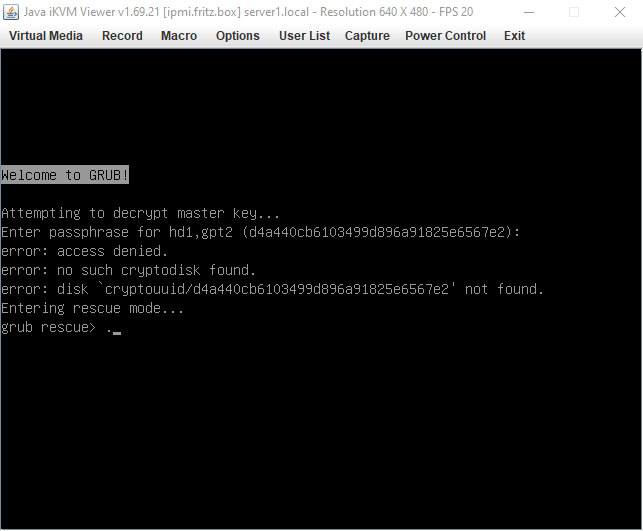 Java iKVM Viewer v1.69.21 [ipmi.fritz.box] server1.local - Resolution 640 X 480 - FPS 20
Virtual Media Record Macro Options User List Capture Power Control Exit
Welcome to GRUB!
Attempting to decrypt master key...
Enter passphrase for hd1,gpt2 (d4a440cb6103499d896a91825e6567e2):
error: access denied.
error: no such cryptodisk found.
error: disk `cryptouuid/d4a440cb6103499d896a91825e6567e2' not found.
Entering rescue mode...
grub rescue> ._